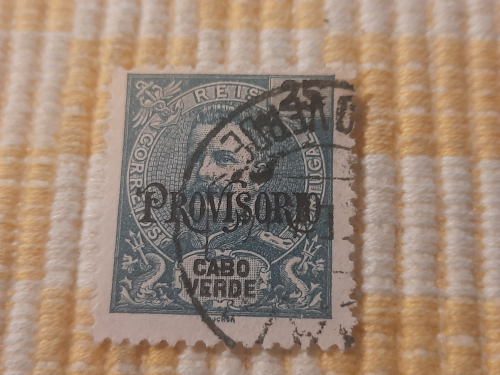 25
REIS
CORREIOS
PORTUGAL
PROVISORIO
CABO
VERDE